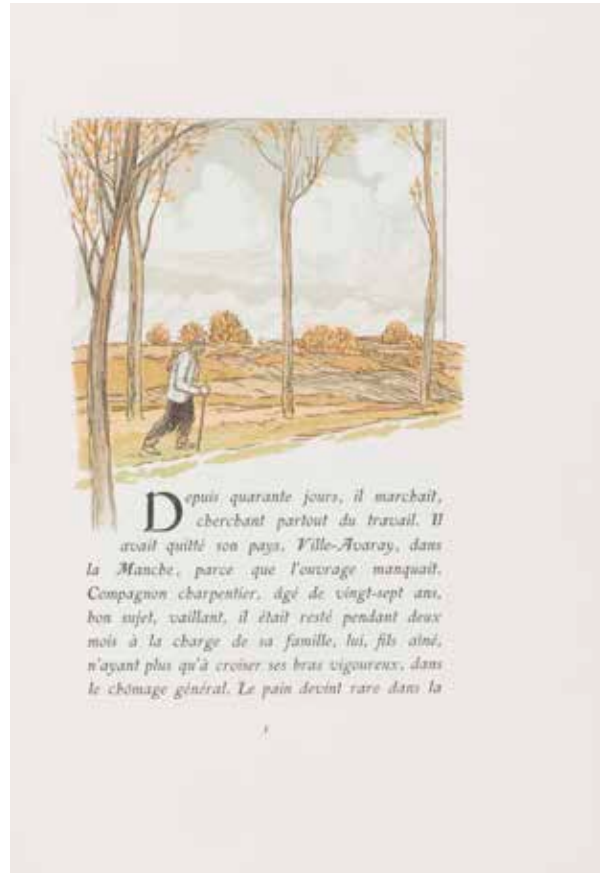 Depuis quarante jours, il marchait,
cherchant partout du travail. Il
avait quitté son pays, Ville-Avaray, dans
la Manche, parce que l'ouvrage manquait.
Compagnon charpentier, âgé de vingt-sept ans,
bon sujet, vaillant, il était resté pendant deux
mois à la charge de sa famille, lui, fils aîné,
n'ayant plus qu'à croiser ses bras vigoureux, dans
le chômage général. Le pain devint rare dans la